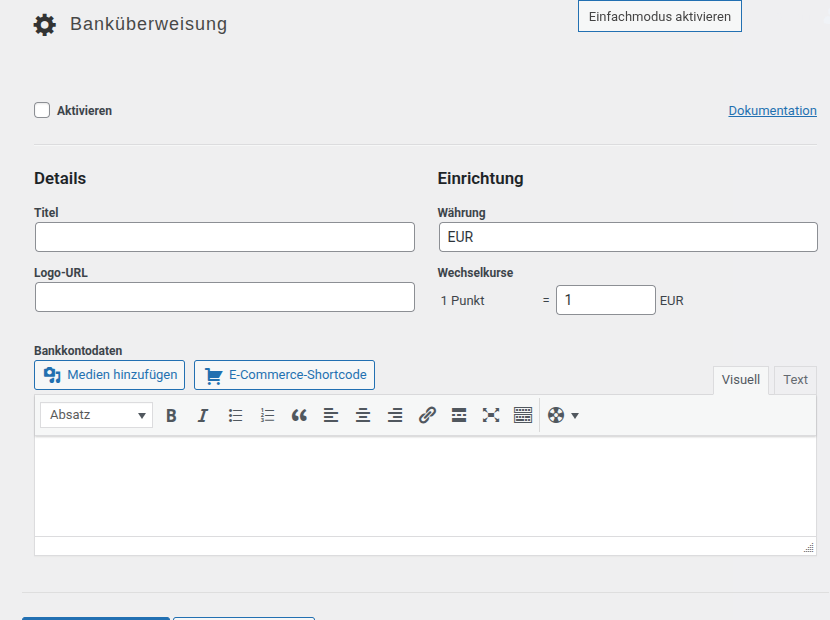 Banküberweisung
Einfachmodus aktivieren
Aktivieren
Dokumentation
Details
Einrichtung
Titel
Währung
EUR
Logo-URL
Wechselkurse
1 Punkt = 1 EUR
Bankkontodaten
Medien hinzufügen
E-Commerce-Shortcode
Visuell
Text
Absatz